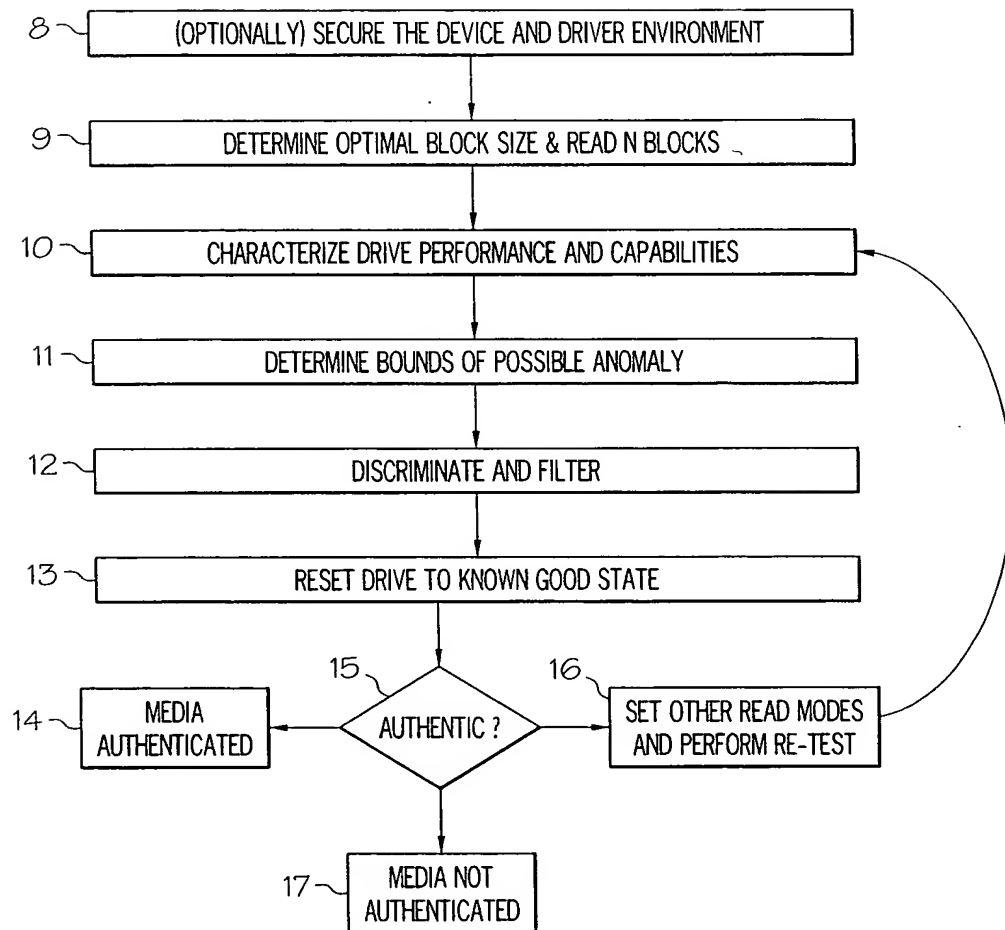 8 (OPTIONALLY) SECURE THE DEVICE AND DRIVER ENVIRONMENT
9 DETERMINE OPTIMAL BLOCK SIZE & READ N BLOCKS
10 CHARACTERIZE DRIVE PERFORMANCE AND CAPABILITIES
11 DETERMINE BOUNDS OF POSSIBLE ANOMALY
12 DISCRIMINATE AND FILTER
13 RESET DRIVE TO KNOWN GOOD STATE
14 MEDIA
AUTHENTICATED
15 AUTHENTIC ?
16 SET OTHER READ MODES
AND PERFORM RE-TEST
17 MEDIA NOT
AUTHENTICATED